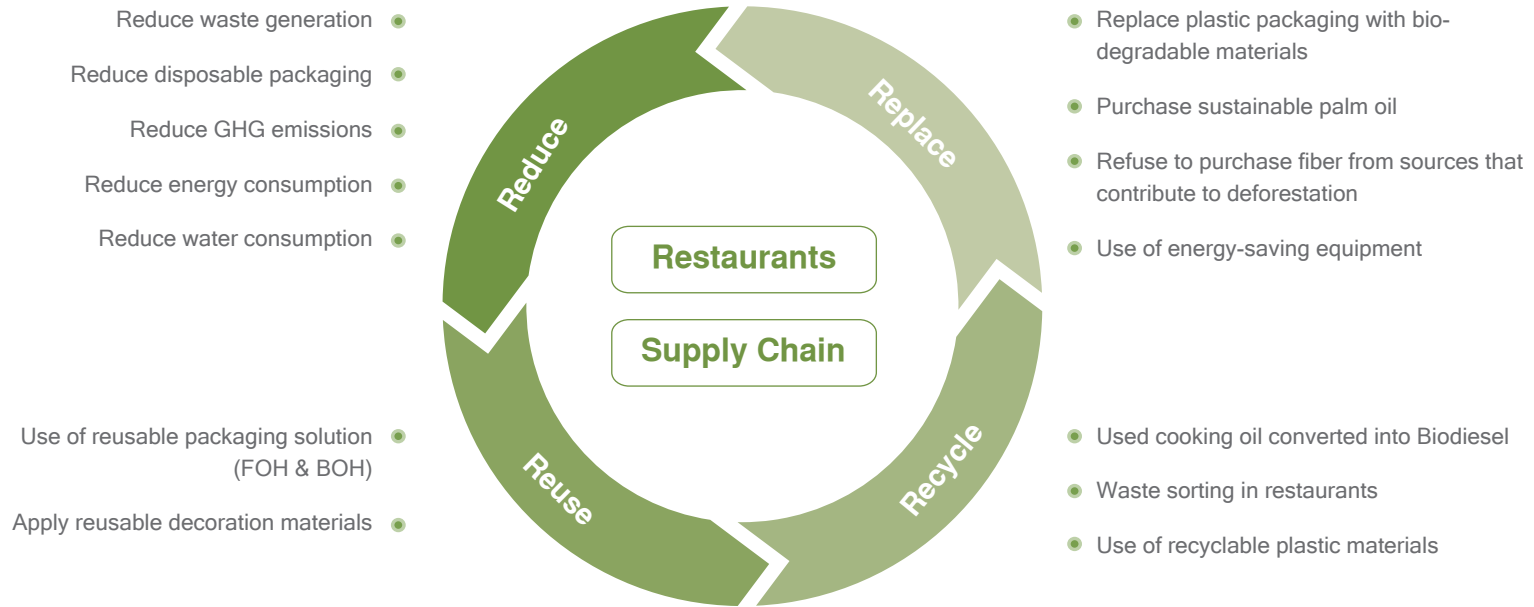 Reduce waste generation
Reduce disposable packaging
Reduce GHG emissions
Reduce energy consumption
Reduce water consumption
Reduce
Replace
Replace plastic packaging with bio-
degradable materials
Purchase sustainable palm oil
Refuse to purchase fiber from sources that
contribute to deforestation
Use of energy-saving equipment
Restaurants
Supply Chain
Use of reusable packaging solution
(FOH & BOH)
Apply reusable decoration materials
Reuse
Recycle
Used cooking oil converted into Biodiesel
Waste sorting in restaurants
Use of recyclable plastic materials